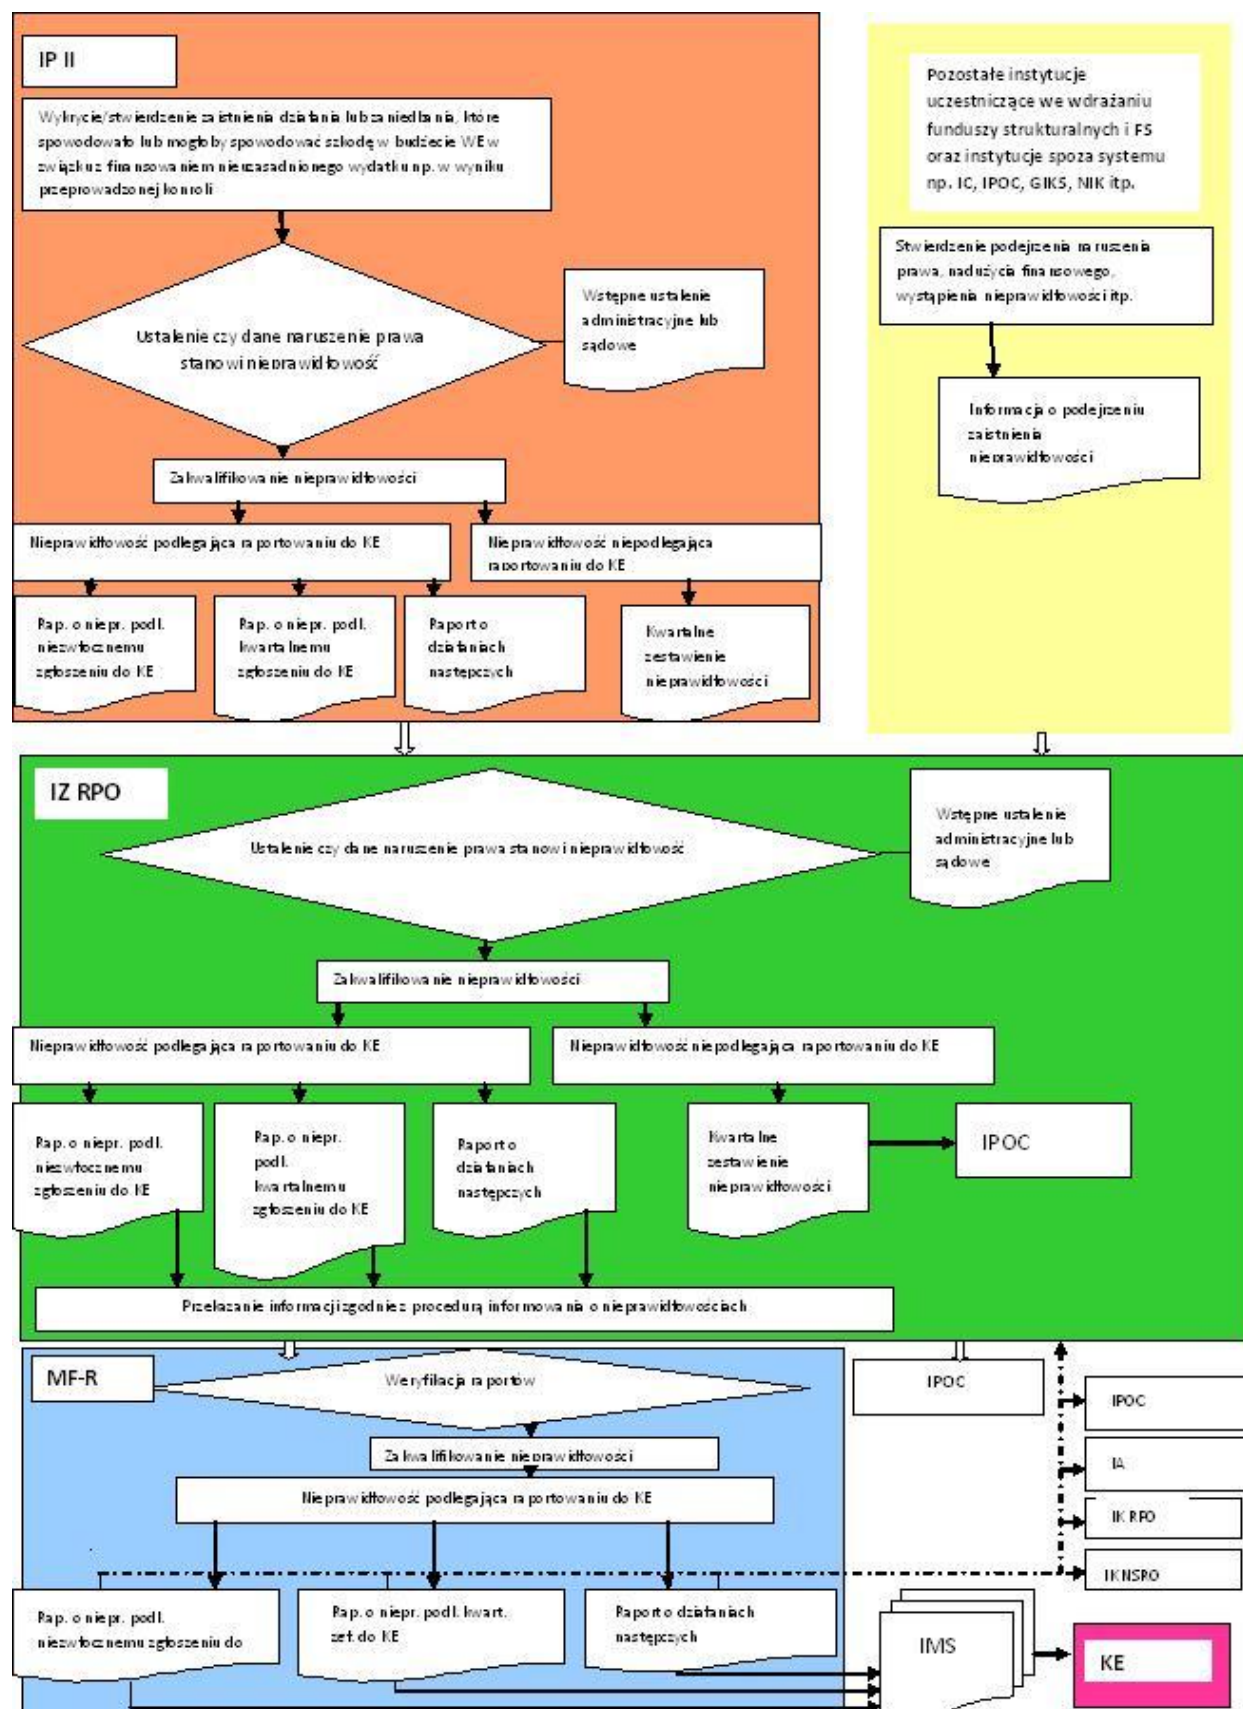 IP II
Wykrycie/stwierdzenie zaistnienia działania lub zaniedbania, które
spowodowało lub mogłoby spowodować szkodę w budżecie WE w
związku z finansowaniem nieuzasadnionego wydatku np. w wyniku
przeprowadzonej konroli
Ustalenie czy dane naruszenie prawa
stanowi nieprawidłowość
Wstępne ustalenie
administracyjne lub
sądowe
Zakwalifikowanie nieprawidłowości
Nieprawidłowość podlegająca raportowaniu do KE
Nieprawidłowość niepodlegająca
raportowaniu do KE
Rap. o niepr. podl.
niezwłocznemu
zgłoszeniu do KE
Rap. o niepr. podl.
kwartalnemu
zgłoszeniu do KE
Raport o
działaniach
następczych
Kwartalne
zestawienie
nieprawidłowości
Pozostałe instytucje
uczestniczące we wdrażaniu
funduszy strukturalnych i FS
oraz instytucje spoza systemu
np. IC, IPOC, GIKS, NIK itp.
Stwierdzenie podejrzenia naruszenia
prawa, nadużycia finansowego,
wystąpienia nieprawidłowości itp.
Informacja o podejrzeniu
zaistnienia
nieprawidłowości
IZ RPO
Ustalenie czy dane naruszenie prawa stanowi nieprawidłowość
Wstępne ustalenie
administracyjne lub
sądowe
Zakwalifikowanie nieprawidłowości
Nieprawidłowość podlegająca raportowaniu do KE
Nieprawidłowość niepodlegająca raportowaniu do KE
Rap. o niepr. podl.
niezwłocznemu
zgłoszeniu do KE
Rap. o niepr.
podl.
kwartalnemu
zgłoszeniu do KE
Raport o
działaniach
następczych
Kwartalne
zestawienie
nieprawidłowości
IPOC
Przekazanie informacji zgodnie z procedurą informowania o nieprawidłowościach
MF-R
Weryfikacja raportów
Zakwalifikowanie nieprawidłowości
Nieprawidłowość podlegająca raportowaniu do KE
Rap. o niepr. podl.
niezwłocznemu zgłoszeniu do
Rap. o niepr. podl. kwart.
do KE
Raport o działaniach
następczych
IPOC
IPOC
IA
IK RPO
IK NSRO
IMS
KE